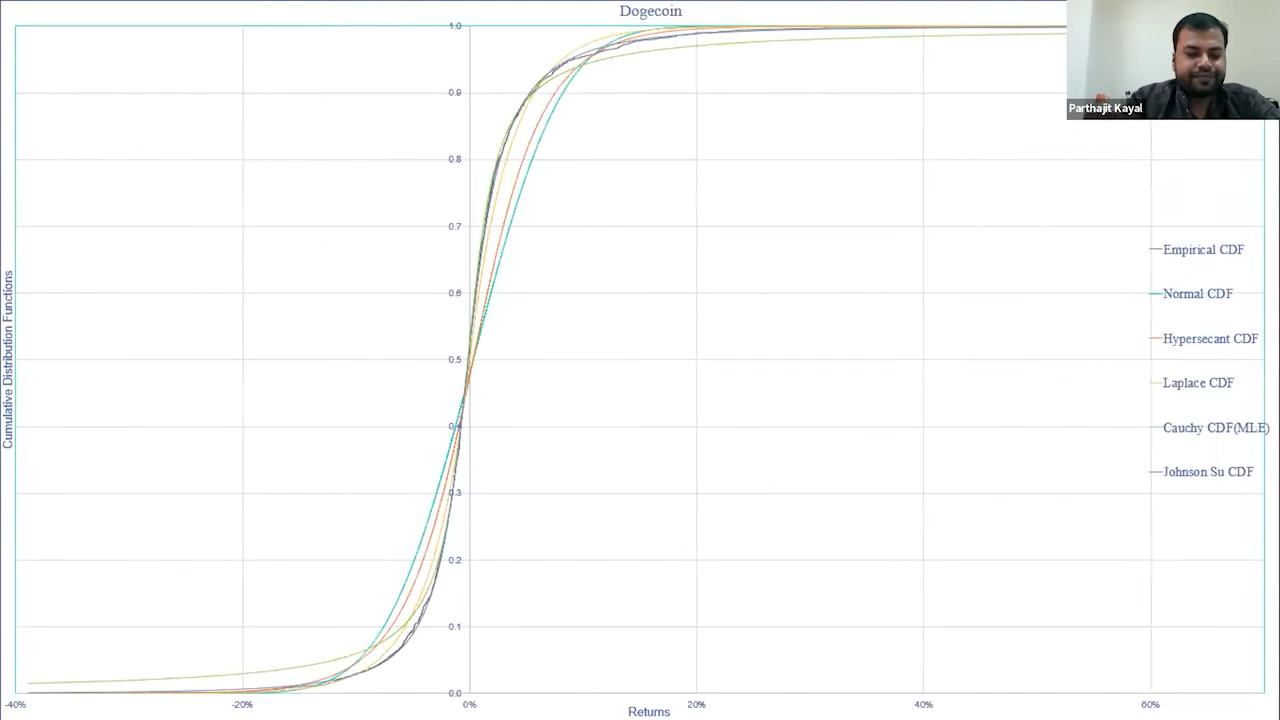 Dogecoin
Parthajit Kayal
Cumulative Distribution Functions
1.0
0.9
0.8
0.7
0.6
0.5
0.4
0.3
0.2
0.1
0.0
Empirical CDF
Normal CDF
Hypersecant CDF
Laplace CDF
Cauchy CDF(MLE)
Johnson Su CDF
-40%
-20%
0%
20%
40%
60%
Returns